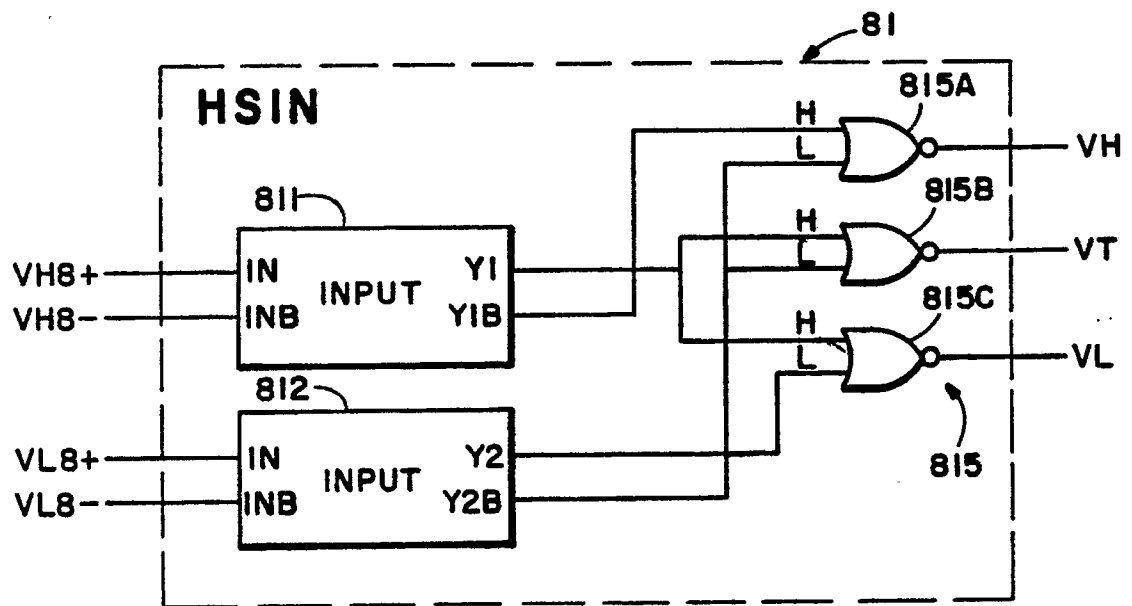 81
HSIN
815A
H
L
VH
815B
H
L
VT
815C
H
L
VL
815
811
VH8+
IN
Y1
INPUT
VH8-
INB
Y1B
812
VL8+
IN
Y2
INPUT
VL8-
INB
Y2B